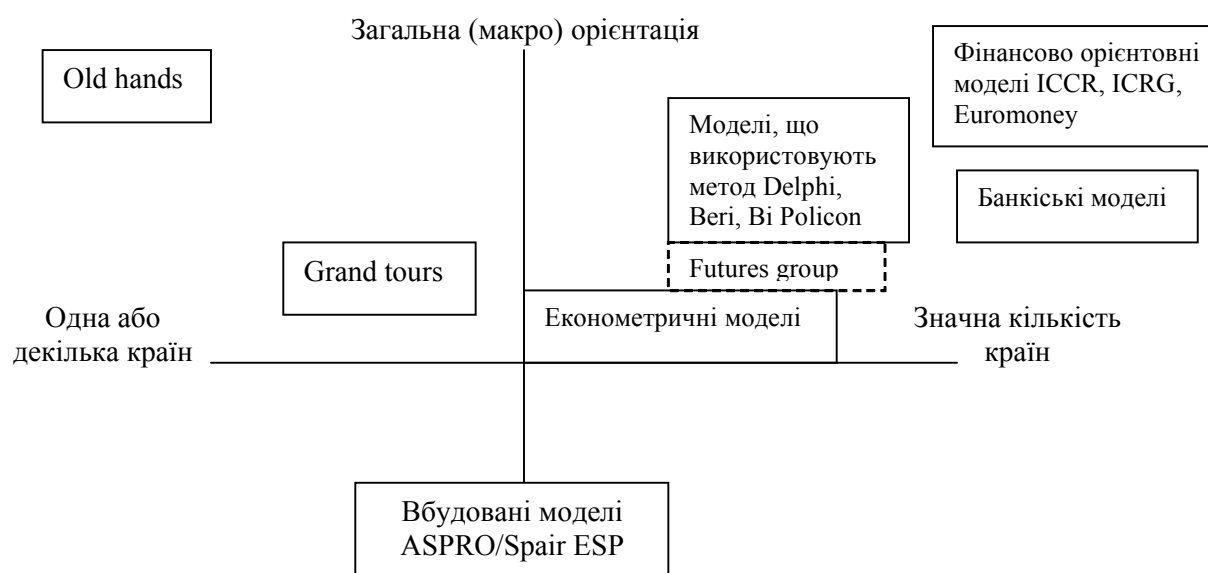 Загальна (макро) орієнтація
Old hands
Фінансово орієнтовні
моделі ICCR, ICRG,
Euromoney
Моделі, що
використовують
метод Delphi,
Beri, Bi Policon
Банкіські моделі
Grand tours
Futures group
Одна або
декілька країн
Економетричні моделі
Значна кількість
країн
Вбудовані моделі
ASPRO/Spair ESP